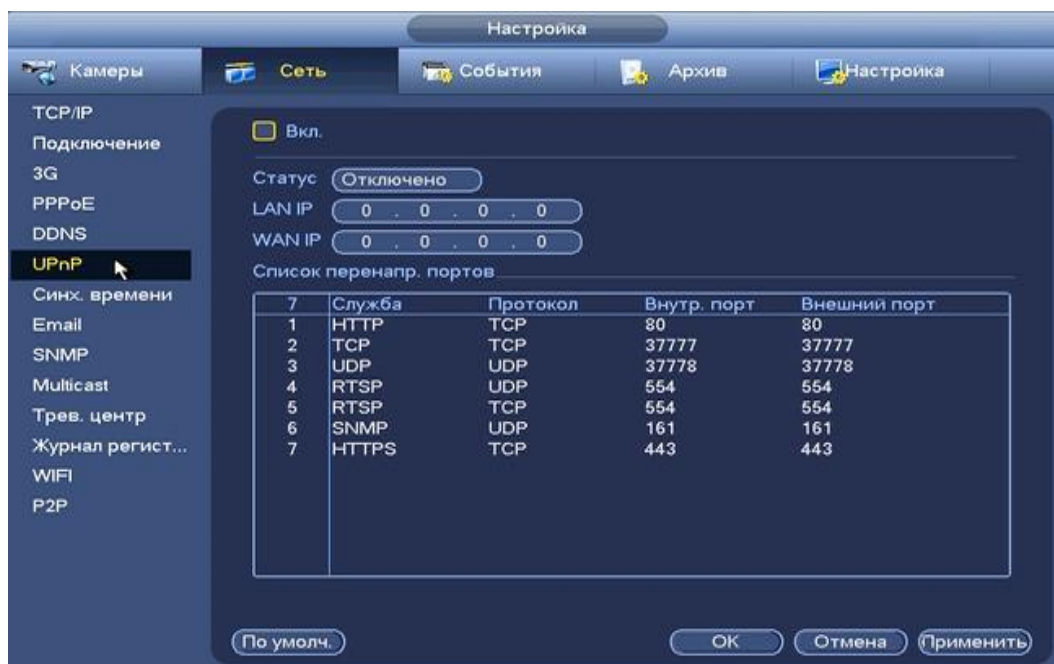 Настройка
Камеры Сеть События Архив Настройка
TCP/IP
Подключение
3G
PPPoE
DDNS
UPnP
Синх. времени
Email
SNMP
Multicast
Трев. центр
Журнал регист...
WIFI
P2P
Вкл.
Статус Отключено
LAN IP 0 . 0 . 0 . 0
WAN IP 0 . 0 . 0 . 0
Список перенапр. портов
7 Служба Протокол Внутр. порт Внешний порт
1 HTTP TCP 80 80
2 TCP TCP 37777 37777
3 UDP UDP 37778 37778
4 RTSP UDP 554 554
5 RTSP TCP 554 554
6 SNMP UDP 161 161
7 HTTPS TCP 443 443
По умолч. OK Отмена Применить